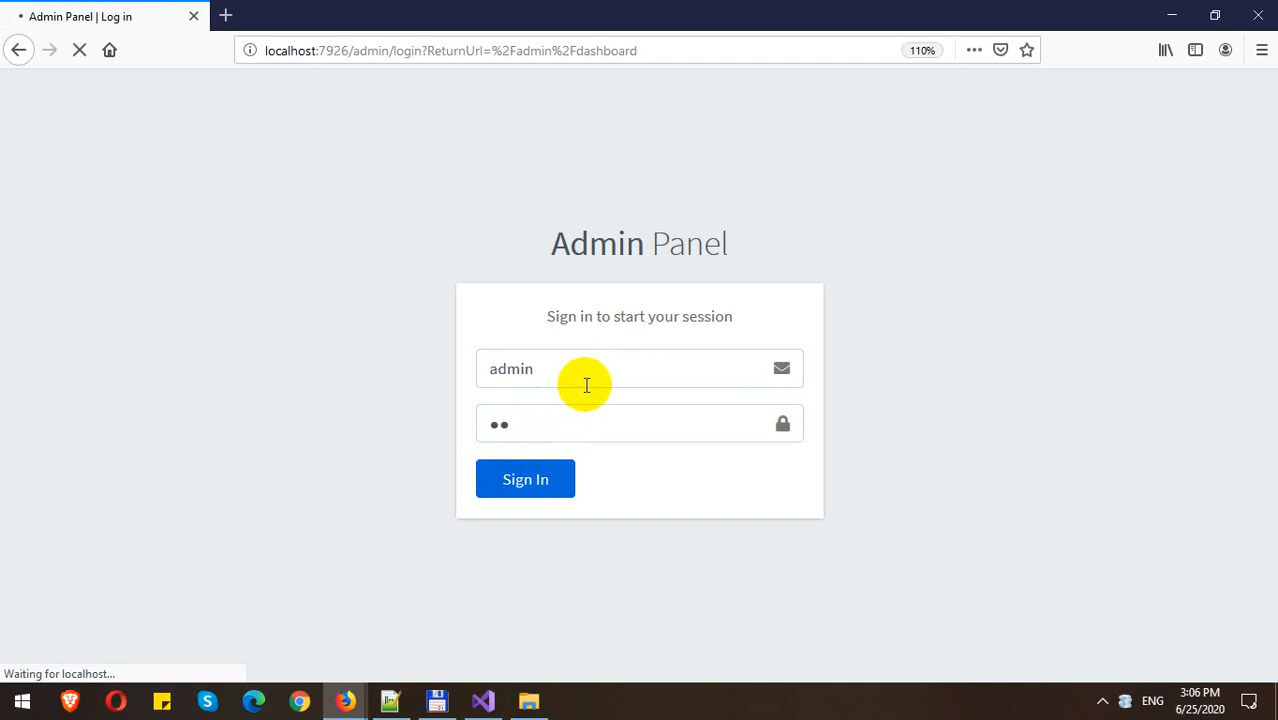 Admin Panel | Log in
localhost:7926/admin/login?ReturnUrl=%2Fadmin%2Fdashboard
110%
Admin Panel
Sign in to start your session
admin
••
Sign In
Waiting for localhost...
ENG
3:06 PM
6/25/2020